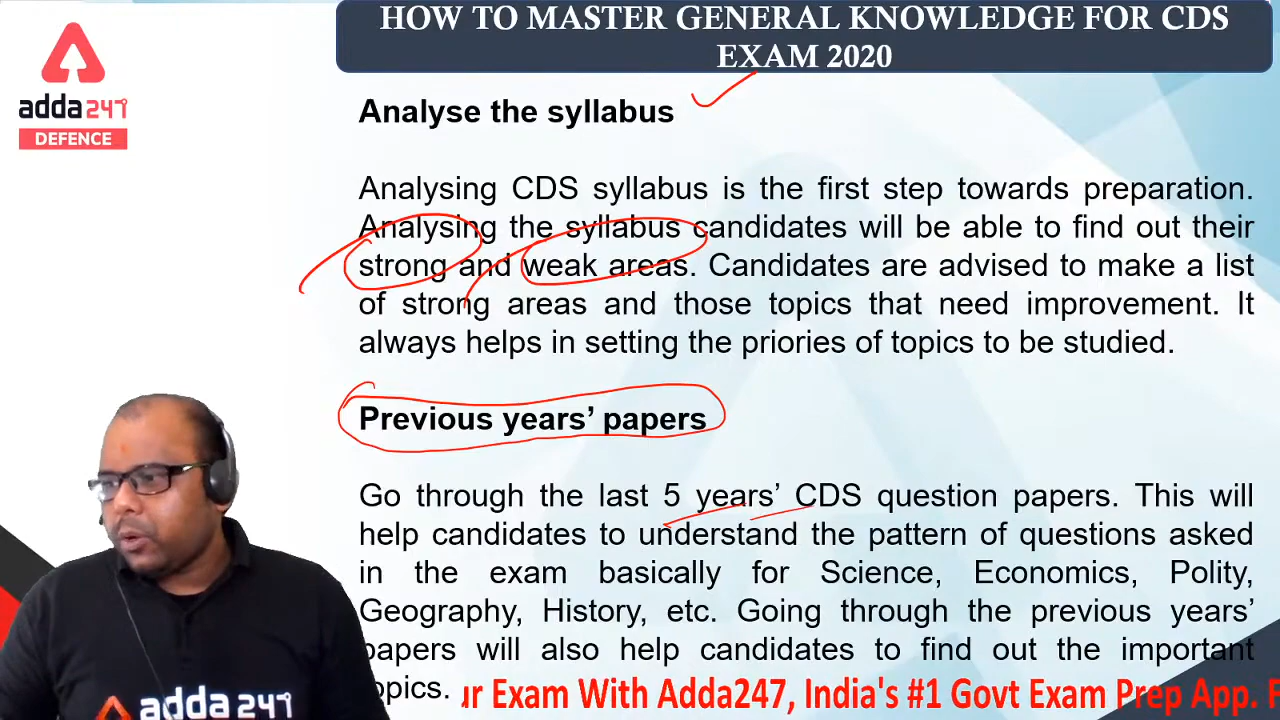 HOW TO MASTER GENERAL KNOWLEDGE FOR CDS
EXAM 2020
adda247
DEFENCE
Analyse the syllabus
Analysing CDS syllabus is the first step towards preparation.
Analysing the syllabus candidates will be able to find out their
strong and weak areas. Candidates are advised to make a list
of strong areas and those topics that need improvement. It
always helps in setting the priories of topics to be studied.
Previous years’ papers
Go through the last 5 years’ CDS question papers. This will
help candidates to understand the pattern of questions asked
in the exam basically for Science, Economics, Polity,
Geography, History, etc. Going through the previous years’
papers will also help candidates to find out the important
topics.
ur Exam With Adda247, India's #1 Govt Exam Prep App.
adda247